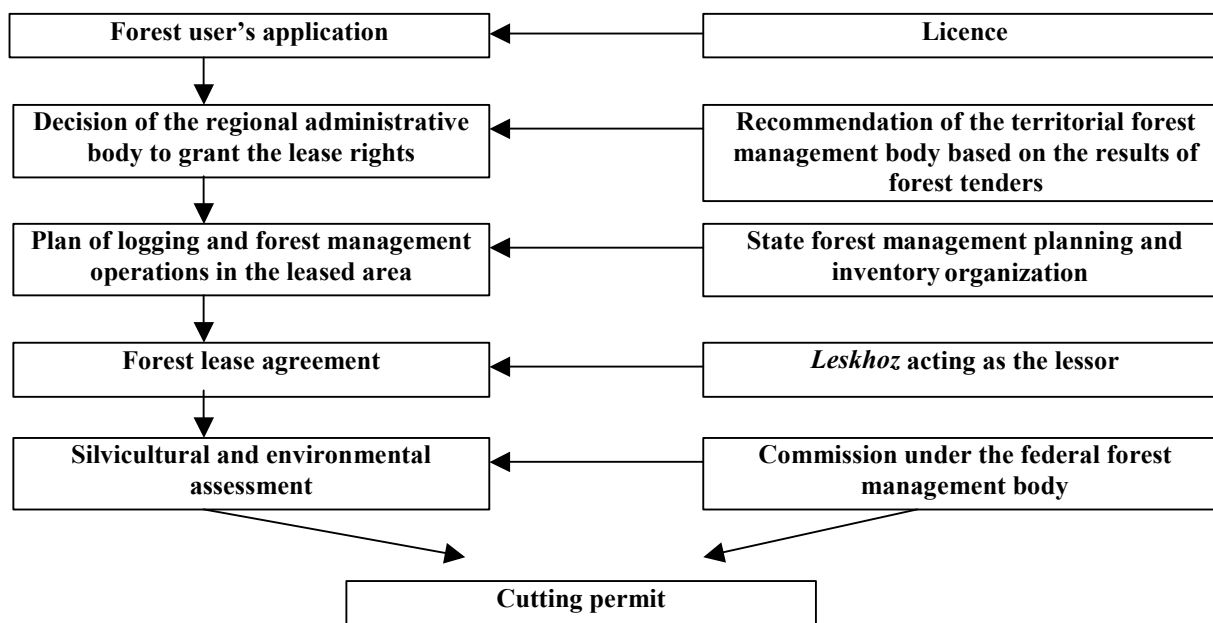 Forest user’s application
Licence
Decision of the regional administrative
body to grant the lease rights
Recommendation of the territorial forest
management body based on the results of
forest tenders
Plan of logging and forest management
operations in the leased area
State forest management planning and
inventory organization
Forest lease agreement
Leskhoz acting as the lessor
Silvicultural and environmental
assessment
Commission under the federal forest
management body
Cutting permit